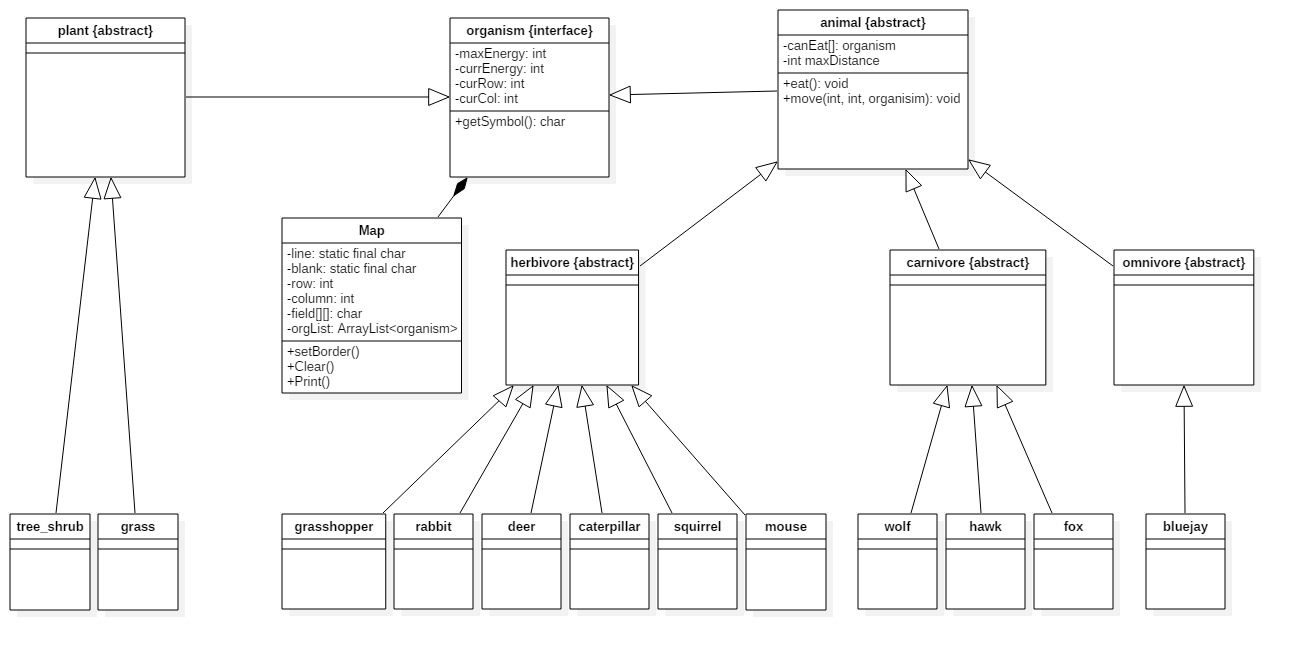 plant {abstract}
organism {interface}
-maxEnergy: int
-currEnergy: int
-curRow: int
-curCol: int
+getSymbol(): char
animal {abstract}
-canEat[]: organism
-int maxDistance
+eat(): void
+move(int, int, organisim): void
Map
-line: static final char
-blank: static final char
-row: int
-column: int
-field[][]: char
-orgList: ArrayList<organism>
+setBorder()
+Clear()
+Print()
herbivore {abstract}
carnivore {abstract}
omnivore {abstract}
tree_shrub
grass
grasshopper
rabbit
deer
caterpillar
squirrel
mouse
wolf
hawk
fox
bluejay